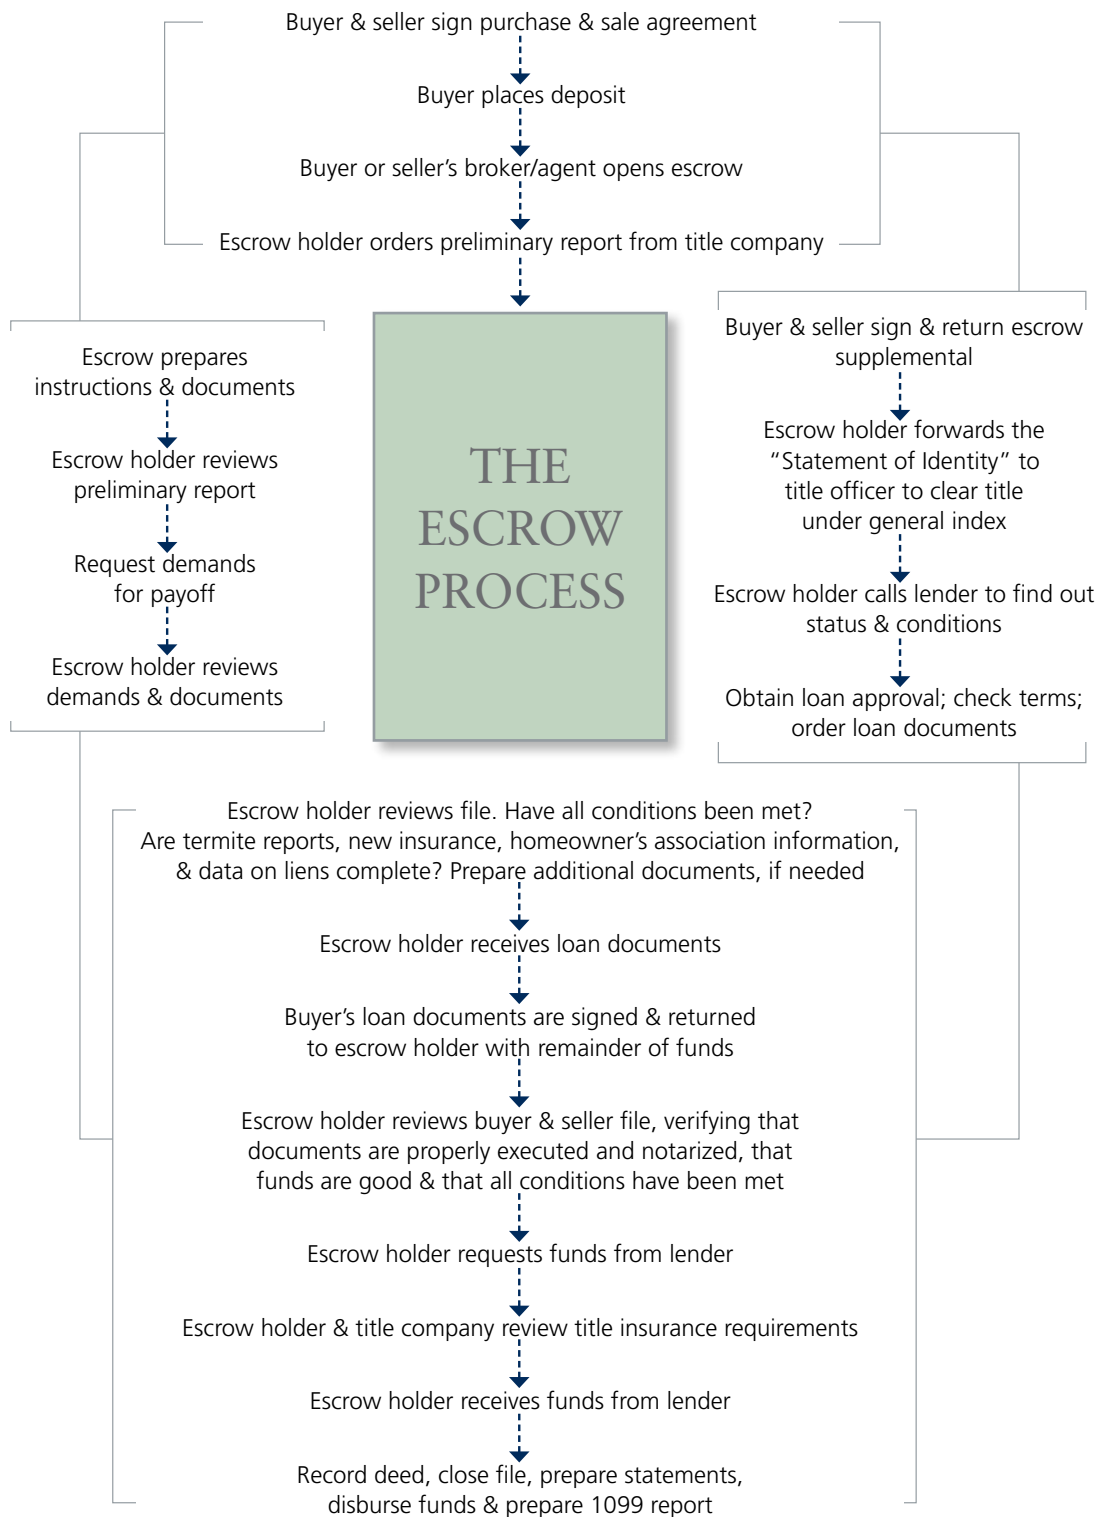 Buyer & seller sign purchase & sale agreement
Buyer places deposit
Buyer or seller's broker/agent opens escrow
Escrow holder orders preliminary report from title company
Escrow prepares
instructions & documents
Escrow holder reviews
preliminary report
Request demands
for payoff
Escrow holder reviews
demands & documents
THE
ESCROW
PROCESS
Buyer & seller sign & return escrow
supplemental
Escrow holder forwards the
“Statement of Identity” to
title officer to clear title
under general index
Escrow holder calls lender to find out
status & conditions
Obtain loan approval; check terms;
order loan documents
Escrow holder reviews file. Have all conditions been met?
Are termite reports, new insurance, homeowner's association information,
& data on liens complete? Prepare additional documents, if needed
Escrow holder receives loan documents
Buyer's loan documents are signed & returned
to escrow holder with remainder of funds
Escrow holder reviews buyer & seller file, verifying that
documents are properly executed and notarized, that
funds are good & that all conditions have been met
Escrow holder requests funds from lender
Escrow holder & title company review title insurance requirements
Escrow holder receives funds from lender
Record deed, close file, prepare statements,
disburse funds & prepare 1099 report